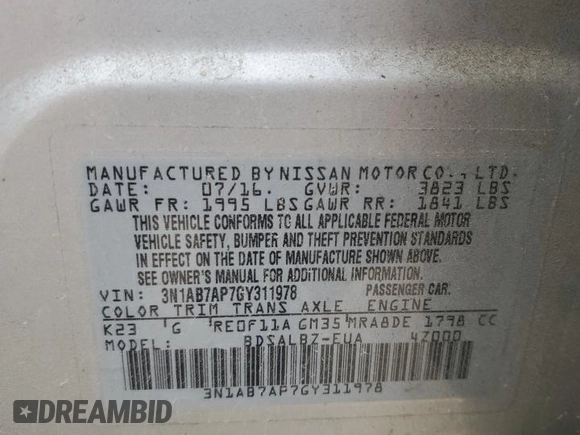 MANUFACTURED BY NISSAN MOTOR CO., LTD.
DATE: 07/16. GVWR: 3823 LBS
GAWR FR: 1995 LBS GAWR RR: 1841 LBS
THIS VEHICLE CONFORMS TO ALL APPLICABLE FEDERAL MOTOR
VEHICLE SAFETY, BUMPER AND THEFT PREVENTION STANDARDS
IN EFFECT ON THE DATE OF MANUFACTURE SHOWN ABOVE.
SEE OWNER'S MANUAL FOR ADDITIONAL INFORMATION.
VIN: 3N1AB7AP7GY311978 PASSENGER CAR.
COLOR TRIM TRANS AXLE ENGINE
K23 G RE0F11A GM35 MRA8DE 1798 CC
MODEL: BDSALBZ-EUA 4Z000
3N1AB7AP7GY311978
DREAMBID